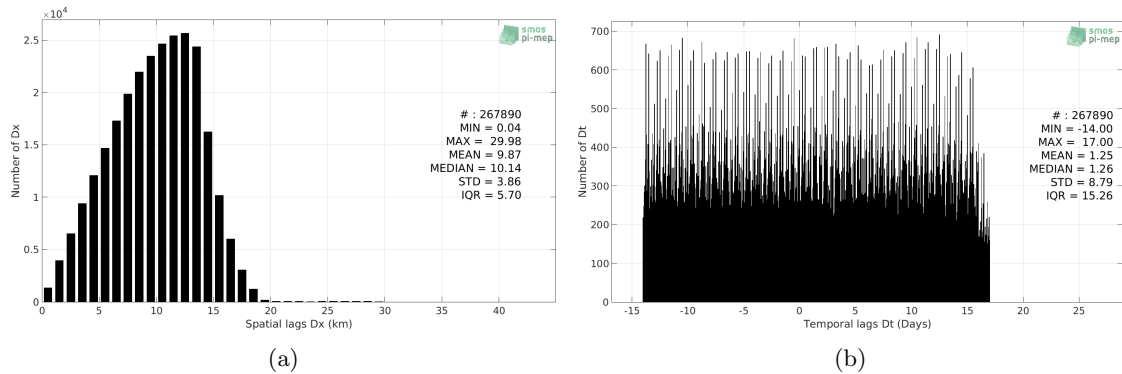 ×10⁴
2.5
2
1.5
1
0.5
0
Number of Dx
0 5 10 15 20 25 30 35 40
Spatial lags Dx (km)
smos
pi-mep
# : 267890
MIN = 0.04
MAX = 29.98
MEAN = 9.87
MEDIAN = 10.14
STD = 3.86
IQR = 5.70
(a)
700
600
500
400
300
200
100
0
Number of Dt
-15 -10 -5 0 5 10 15 20 25
Temporal lags Dt (Days)
smos
pi-mep
# : 267890
MIN = -14.00
MAX = 17.00
MEAN = 1.25
MEDIAN = 1.26
STD = 8.79
IQR = 15.26
(b)